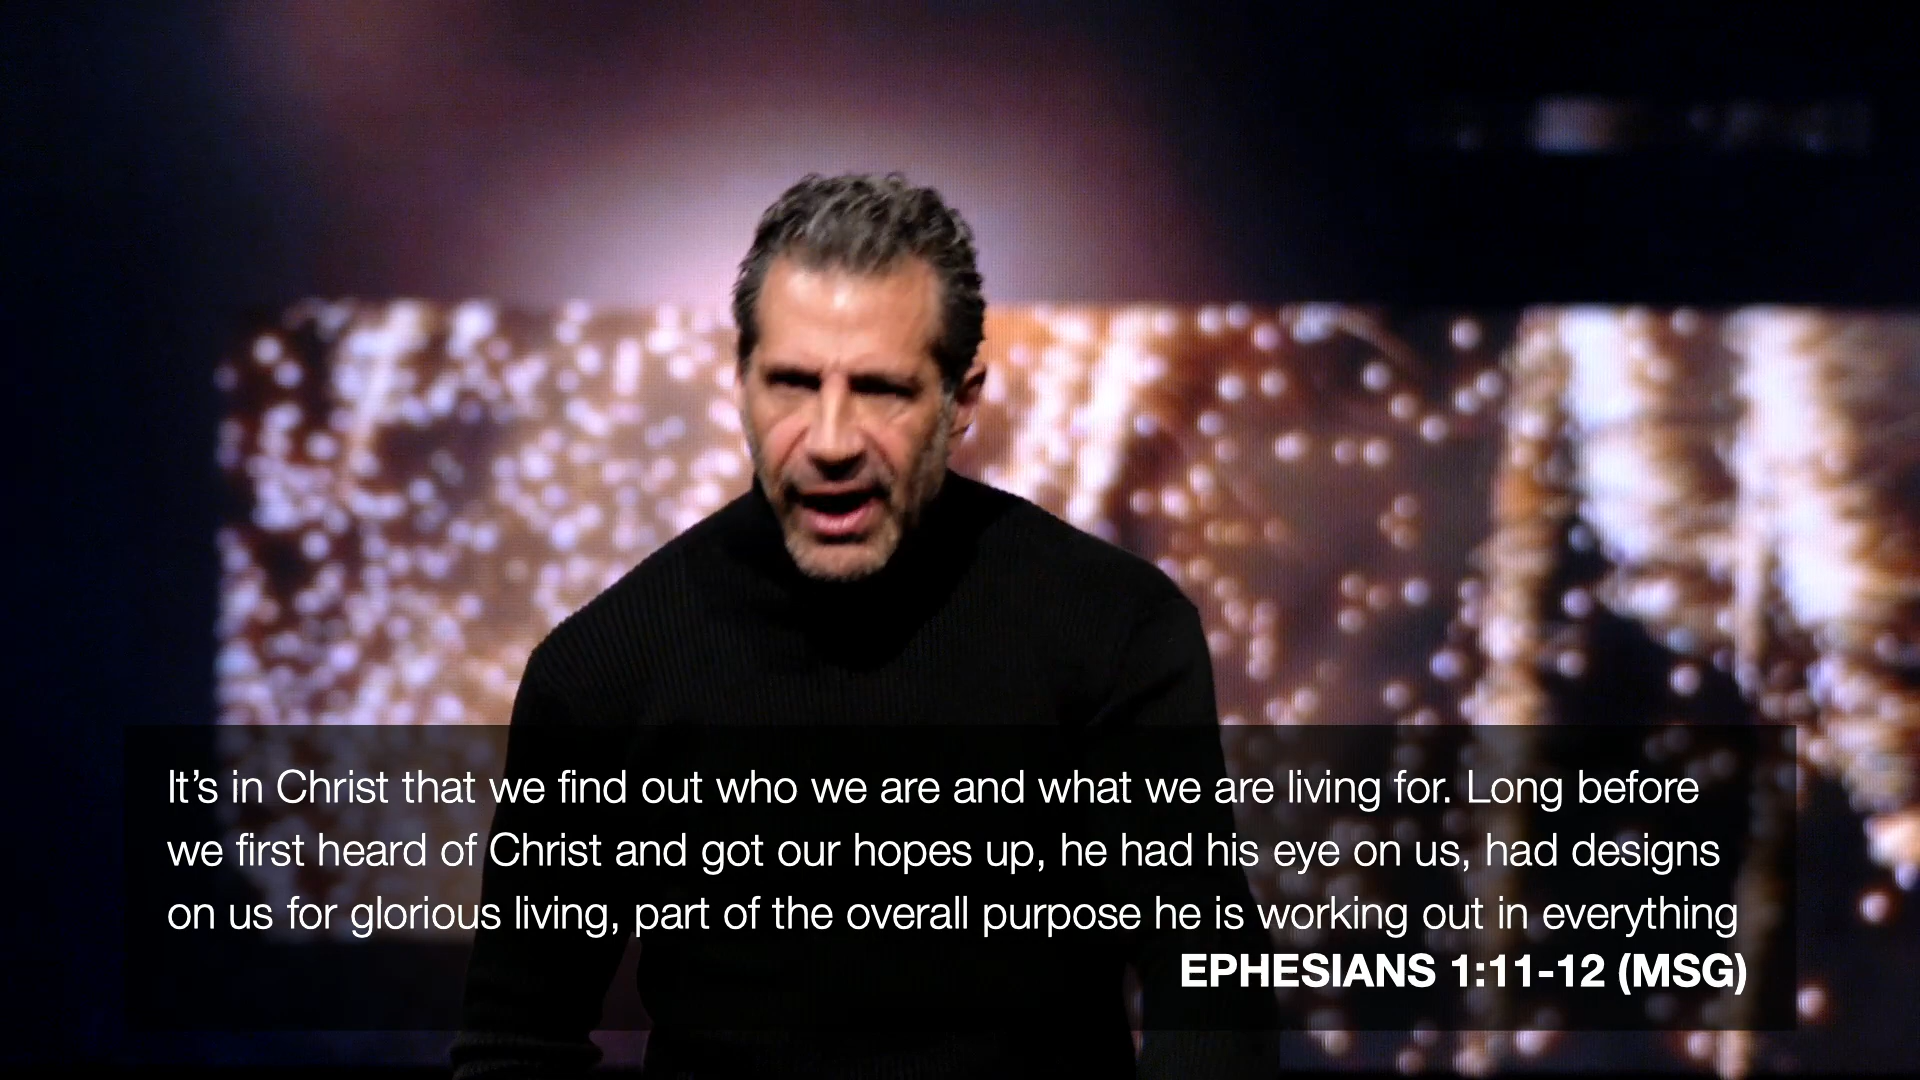 It’s in Christ that we find out who we are and what we are living for. Long before
we first heard of Christ and got our hopes up, he had his eye on us, had designs
on us for glorious living, part of the overall purpose he is working out in everything
EPHESIANS 1:11-12 (MSG)